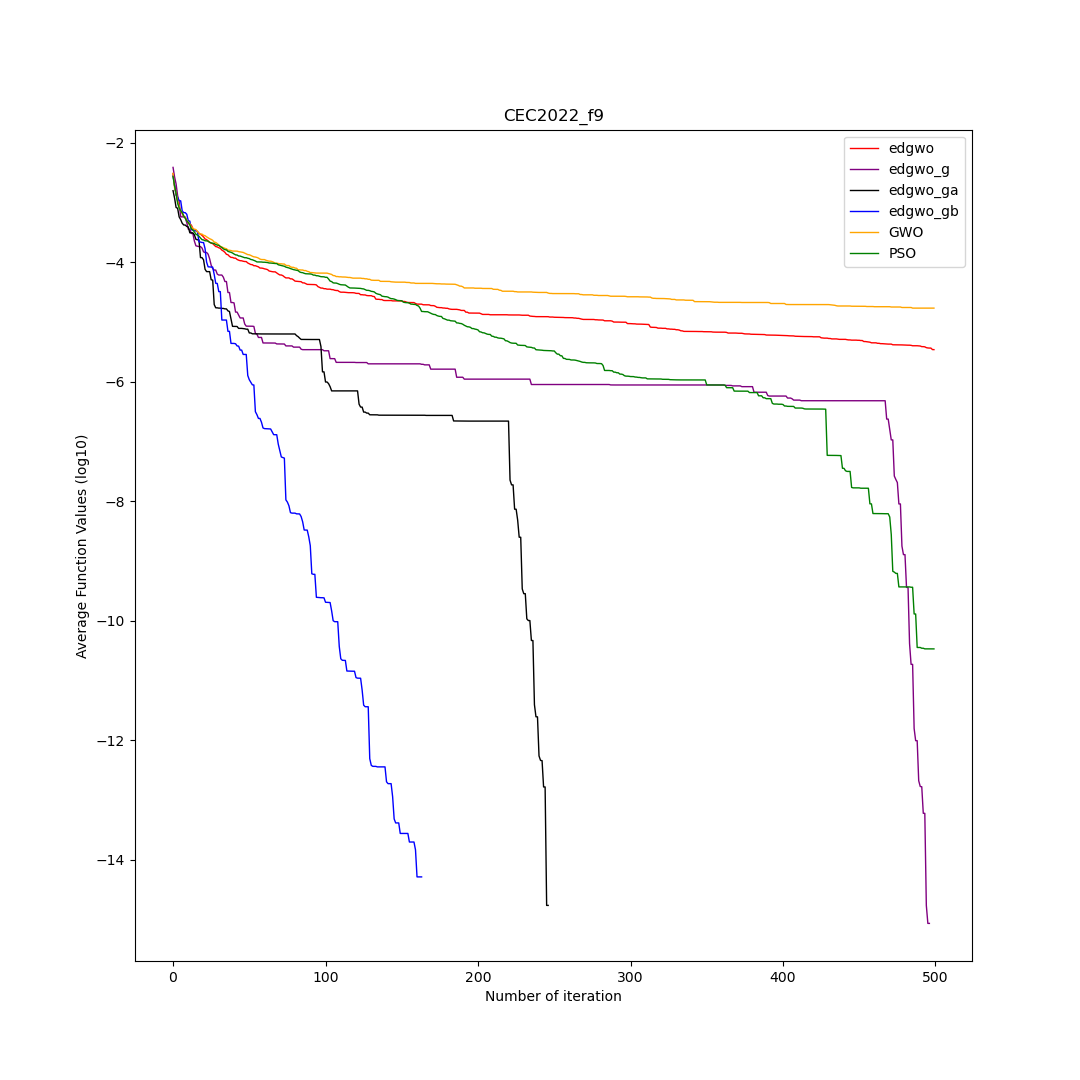 CEC2022_f9
edgwo
edgwo_g
edgwo_ga
edgwo_gb
GWO
PSO
Average Function Values (log10)
−2
−4
−6
−8
−10
−12
−14
0 100 200 300 400 500
Number of iteration